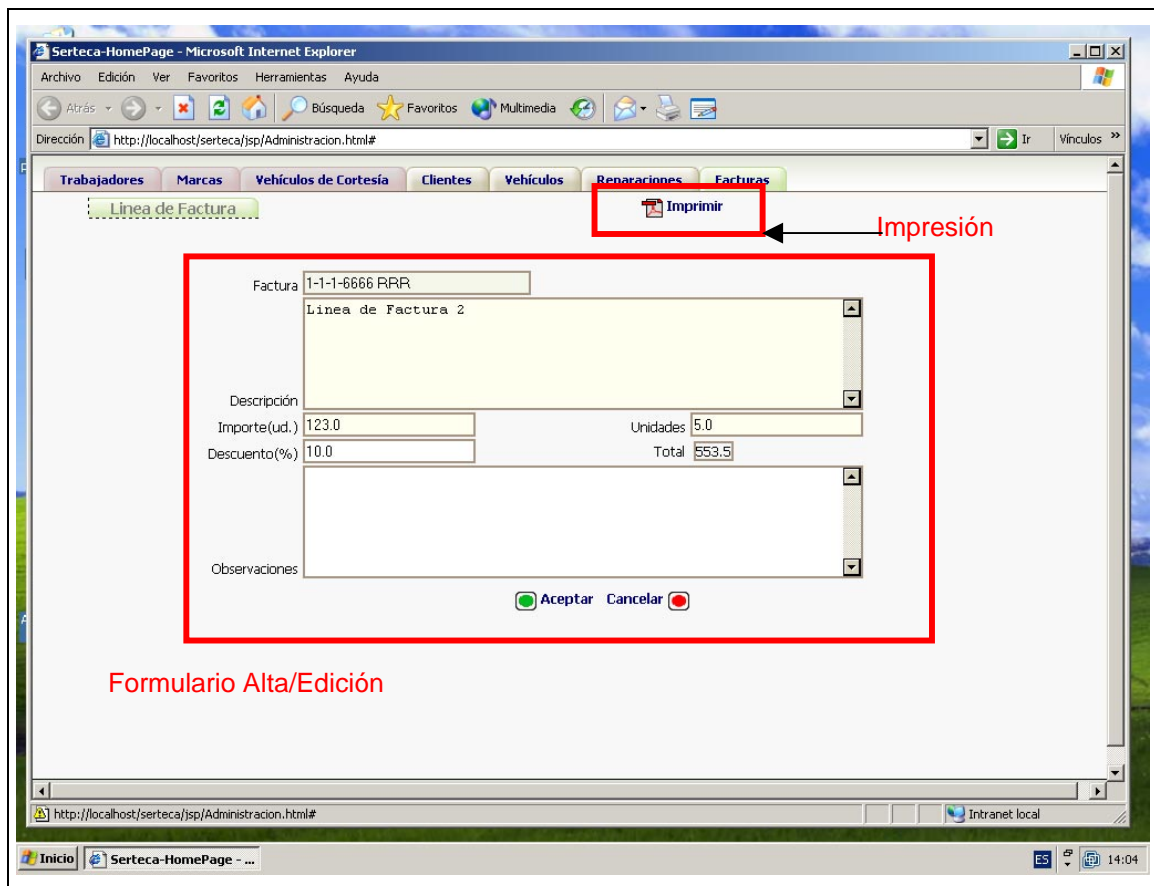 Serteca-HomePage - Microsoft Internet Explorer
Archivo Edición Ver Favoritos Herramientas Ayuda
Atrás Búsqueda Favoritos Multimedia
Dirección http://localhost/serteca/jsp/Administracion.html# Ir Vínculos »
Trabajadores Marcas Vehículos de Cortesía Clientes Vehículos Reparaciones Facturas
Linea de Factura Imprimir
Impresión
Factura 1-1-1-6666 RRR
Linea de Factura 2
Descripción
Importe(ud.) 123.0 Unidades 5.0
Descuento(%) 10.0 Total 553.5
Observaciones
Aceptar Cancelar
Formulario Alta/Edición
http://localhost/serteca/jsp/Administracion.html# Intranet local
Inicio Serteca-HomePage - ... ES 14:04